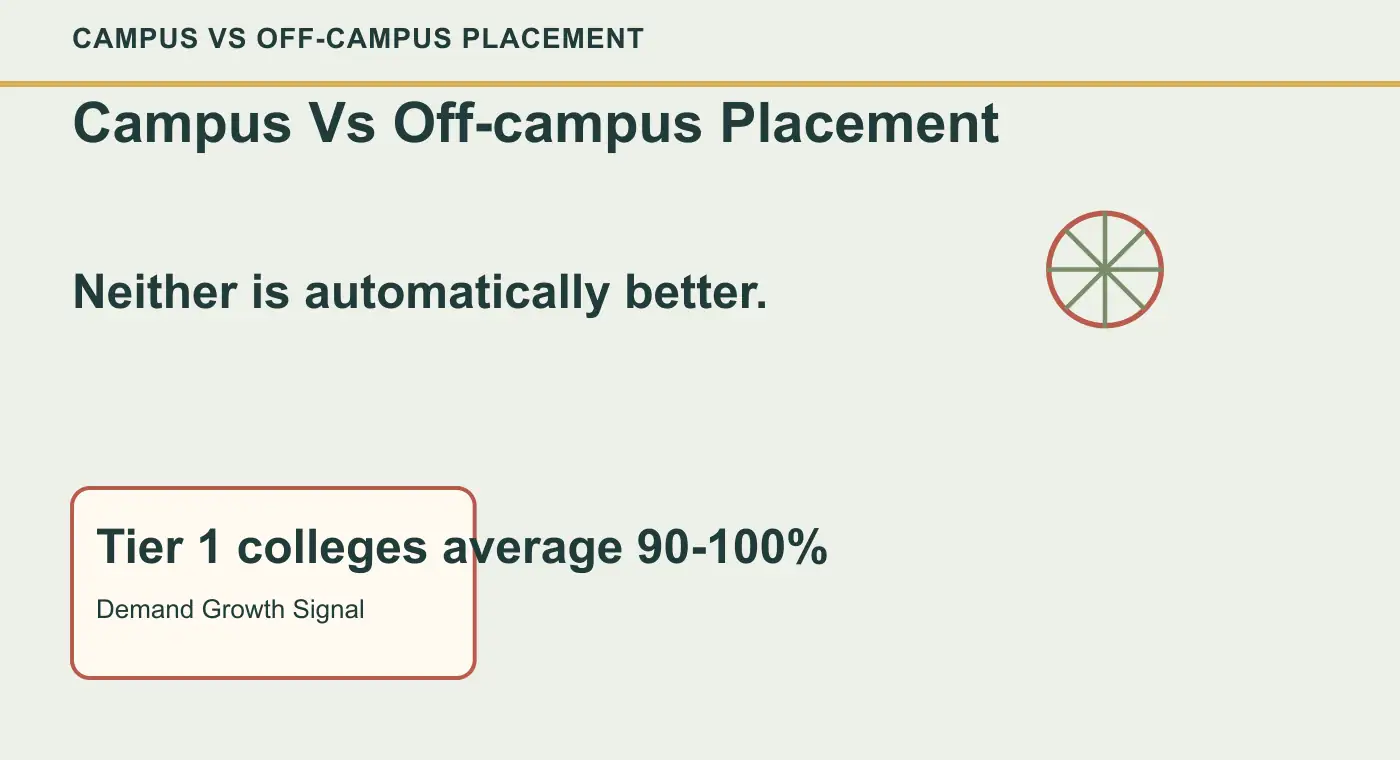 CAMPUS VS OFF-CAMPUS PLACEMENT
Campus Vs Off-campus Placement
Neither is automatically better.
Tier 1 colleges average 90-100%
Demand Growth Signal